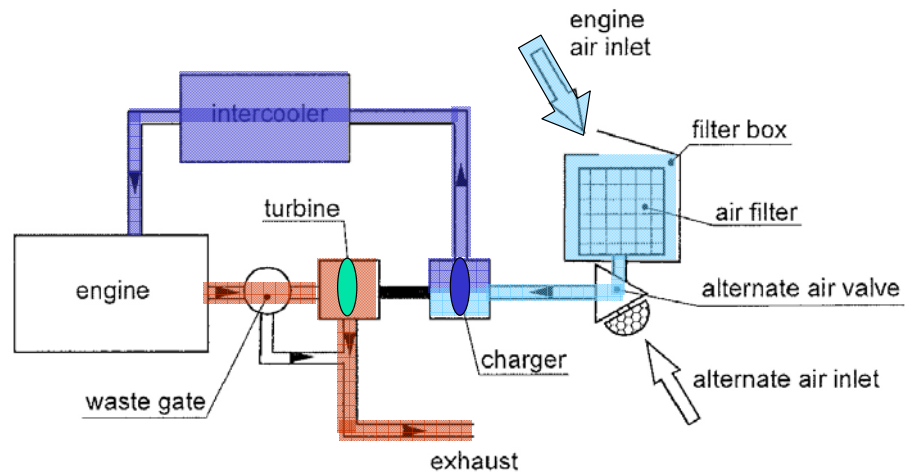 engine
air inlet
intercooler
filter box
turbine
air filter
engine
alternate air valve
charger
waste gate
alternate air inlet
exhaust